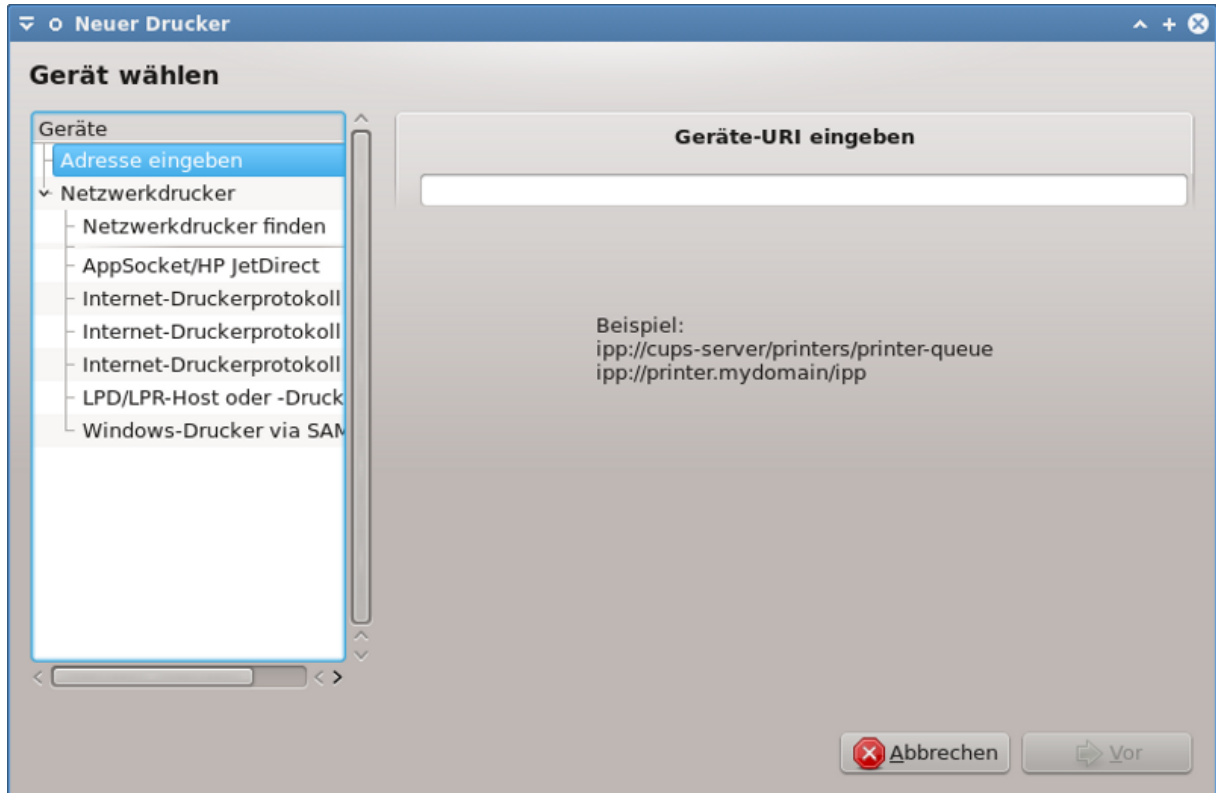 Neuer Drucker
Gerät wählen
Geräte
Adresse eingeben
Netzwerkdrucker
Netzwerkdrucker finden
AppSocket/HP JetDirect
Internet-Druckerprotokoll
Internet-Druckerprotokoll
Internet-Druckerprotokoll
LPD/LPR-Host oder -Druck
Windows-Drucker via SAM
Geräte-URI eingeben
Beispiel:
ipp://cups-server/printers/printer-queue
ipp://printer.mydomain/ipp
Abbrechen
Vor